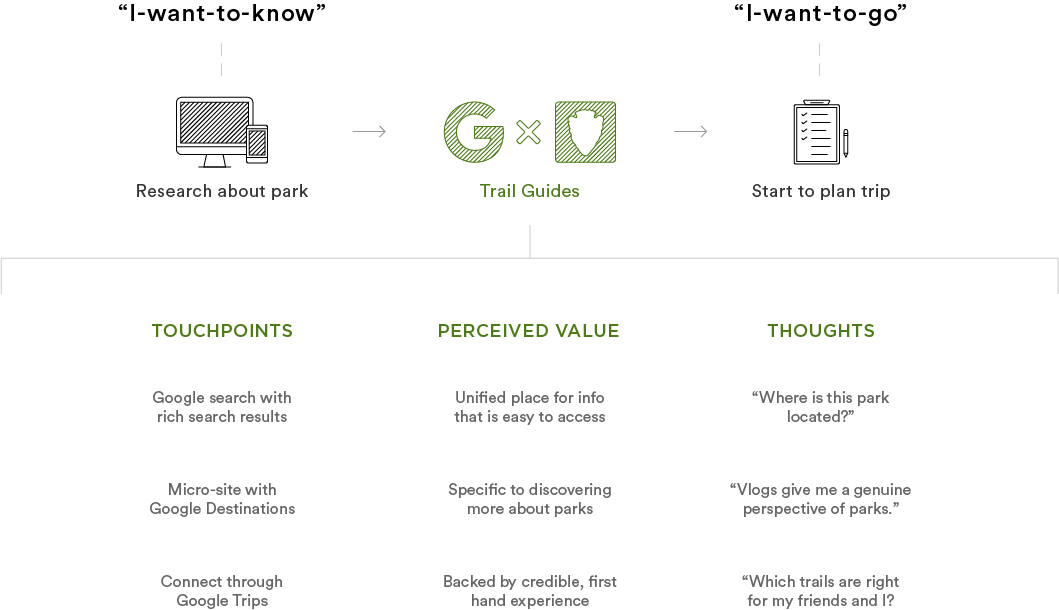 “I-want-to-know”
“I-want-to-go”
Research about park
Trail Guides
Start to plan trip
TOUCHPOINTS
PERCEIVED VALUE
THOUGHTS
Google search with
rich search results
Unified place for info
that is easy to access
“Where is this park
located?”
Micro-site with
Google Destinations
Specific to discovering
more about parks
“Vlogs give me a genuine
perspective of parks.”
Connect through
Google Trips
Backed by credible, first
hand experience
“Which trails are right
for my friends and I?